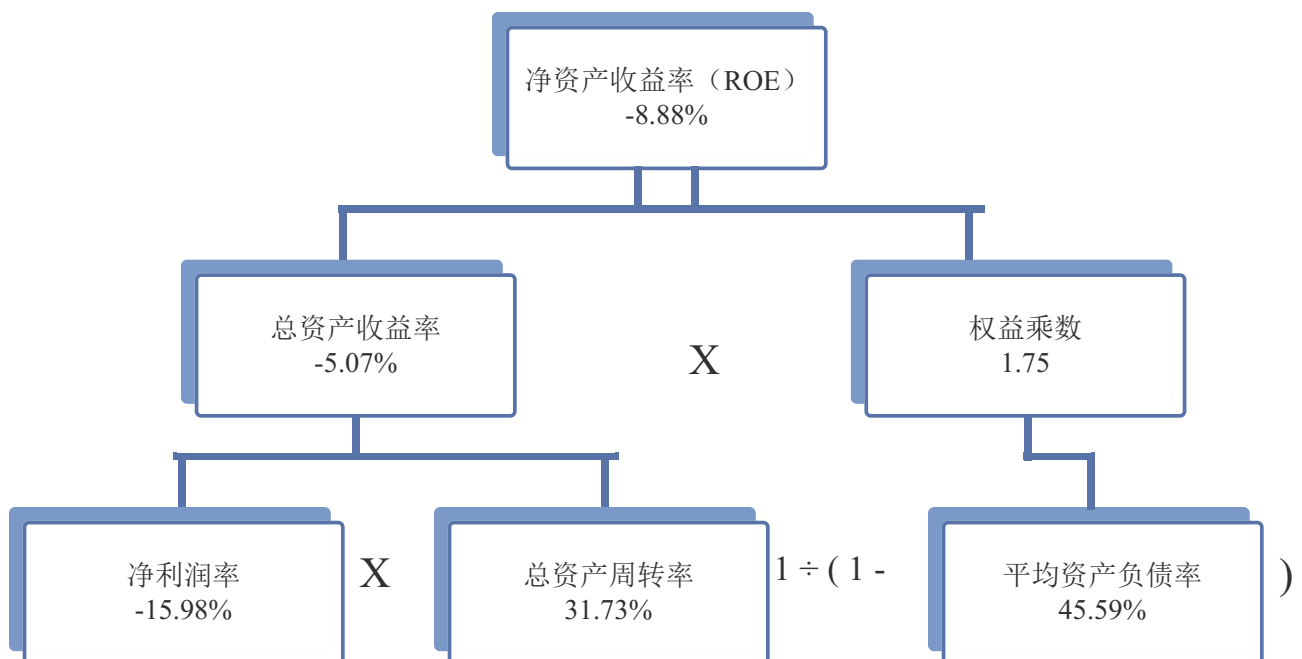 净资产收益率（ROE）
-8.88%
总资产收益率
-5.07%
X
权益乘数
1.75
净利润率
-15.98%
X
总资产周转率
31.73%
1 ÷ ( 1 -
平均资产负债率
45.59%
)